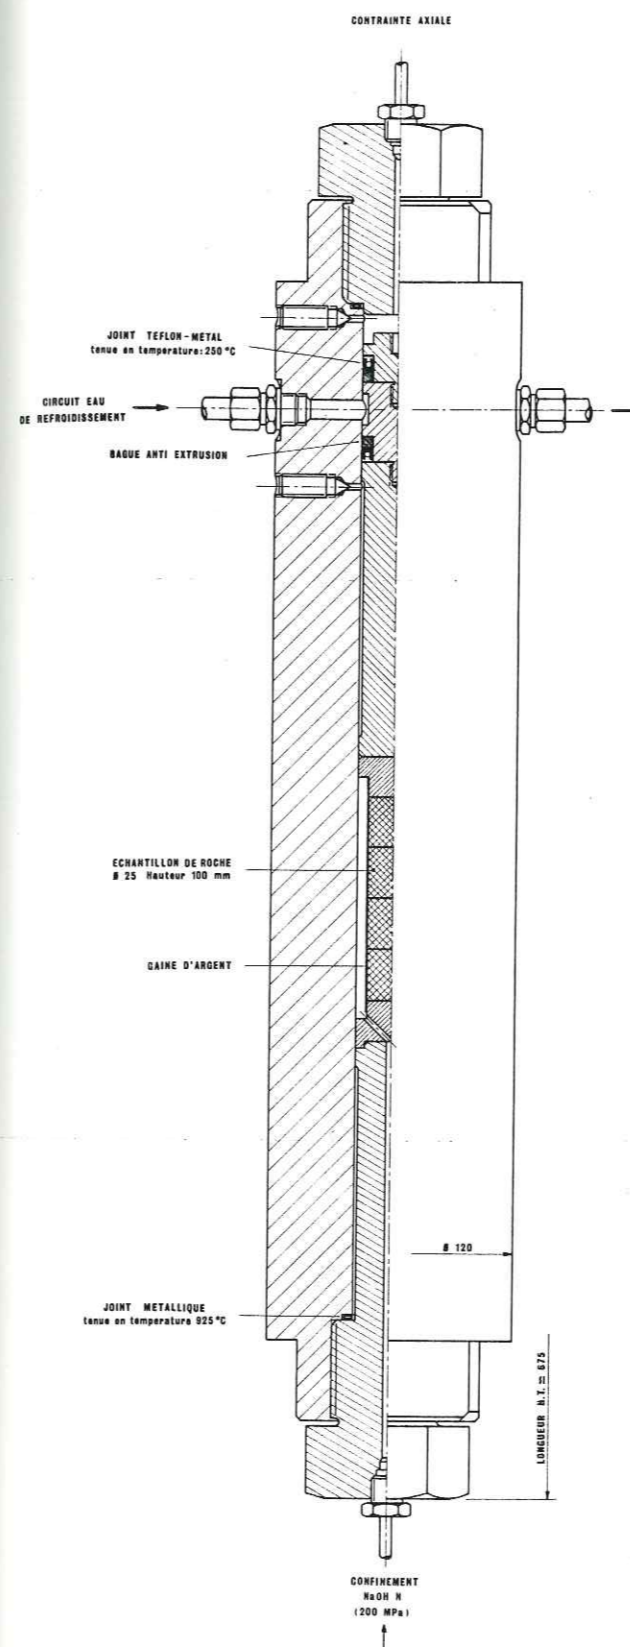 CONTRAINTE AXIALE
JOINT TEFLON-METAL
tenue en temperature:250°C
CIRCUIT EAU
DE REFROIDISSEMENT
BAGUE ANTI EXTRUSION
ECHANTILLON DE ROCHE
ø 25 Hauteur 100 mm
GAINE D'ARGENT
ø 120
JOINT METALLIQUE
tenue en temperature 925°C
LONGUEUR H.T. = 675
CONFINEMENT
NaOH N
(200 MPa)